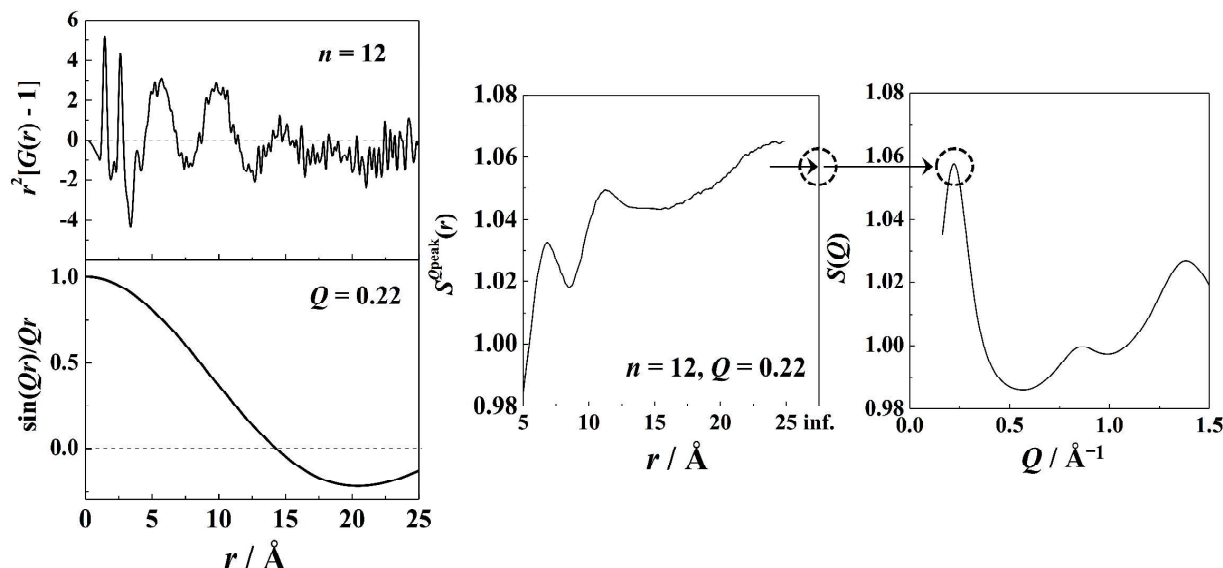 6
4
2
0
-2
-4
r²[G(r) - 1]
n = 12
1.0
0.5
0.0
sin(Qr)/Qr
Q = 0.22
0 5 10 15 20 25
r / Å
1.08
1.06
1.04
1.02
1.00
0.98
S^Qpeak(r)
n = 12, Q = 0.22
5 10 15 20 25 inf.
r / Å
1.08
1.06
1.04
1.02
1.00
0.98
S(Q)
0.0 0.5 1.0 1.5
Q / Å⁻¹